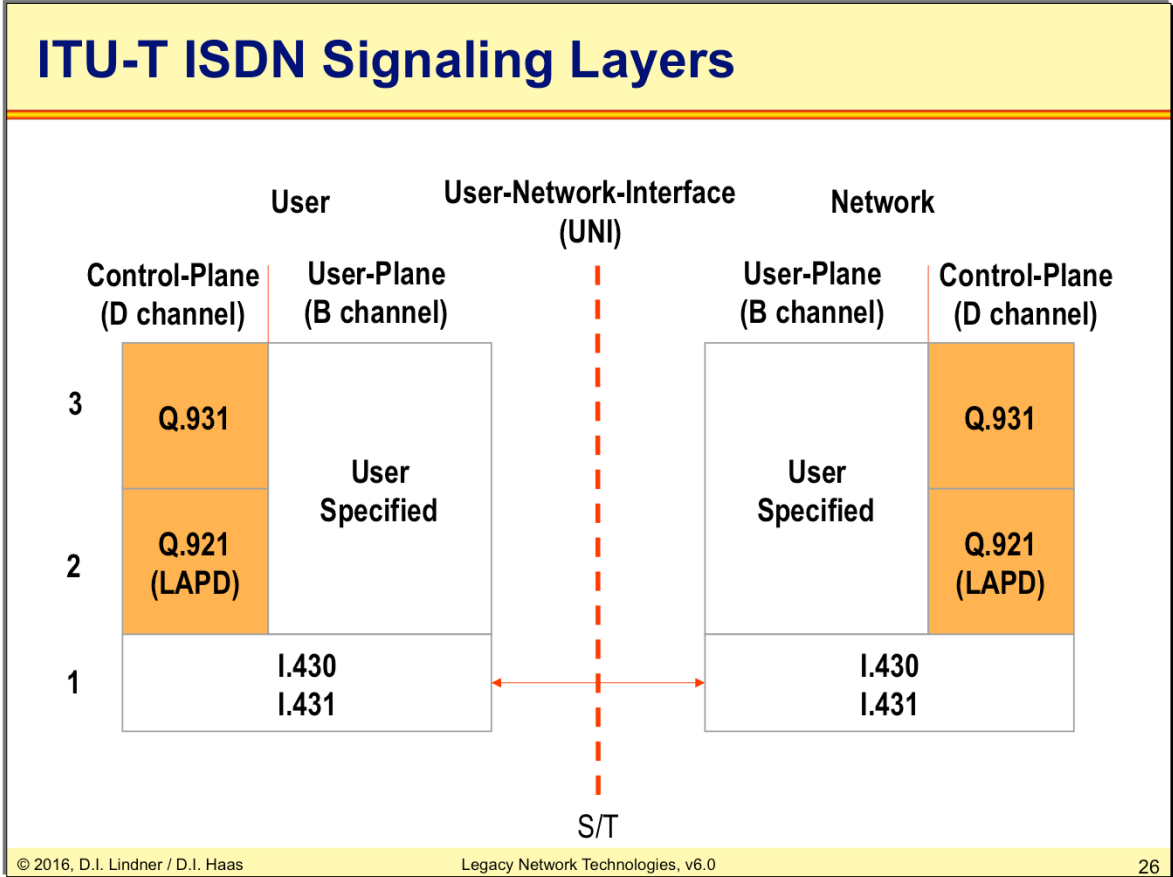 ITU-T ISDN Signaling Layers
User
User-Network-Interface
(UNI)
Network
Control-Plane
(D channel)
User-Plane
(B channel)
User-Plane
(B channel)
Control-Plane
(D channel)
3
Q.931
User
Specified
User
Specified
Q.931
2
Q.921
(LAPD)
Q.921
(LAPD)
1
I.430
I.431
I.430
I.431
S/T
© 2016, D.I. Lindner / D.I. Haas
Legacy Network Technologies, v6.0
26